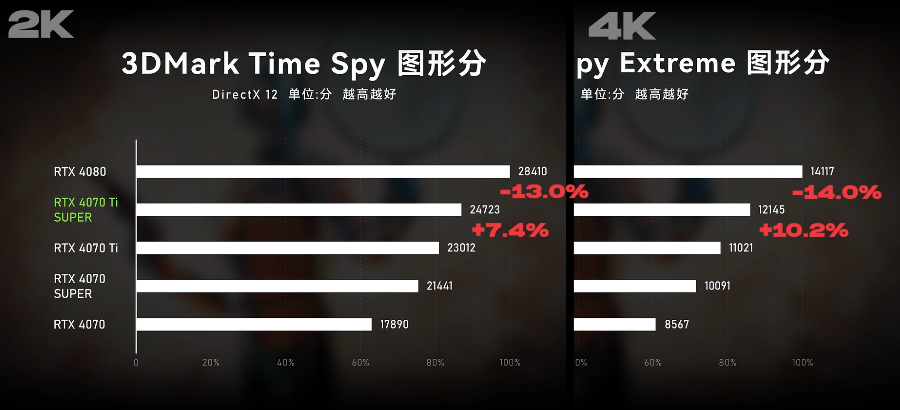 2K
3DMark Time Spy 图形分
DirectX 12 单位:分 越高越好
RTX 4080
28410
-13.0%
RTX 4070 Ti
SUPER
24723
+7.4%
RTX 4070 Ti
23012
RTX 4070
SUPER
21441
RTX 4070
17890
0 20% 40% 60% 80% 100%
4K
py Extreme 图形分
单位:分 越高越好
14117
-14.0%
12145
+10.2%
11021
10091
8567
0% 60% 80% 100%